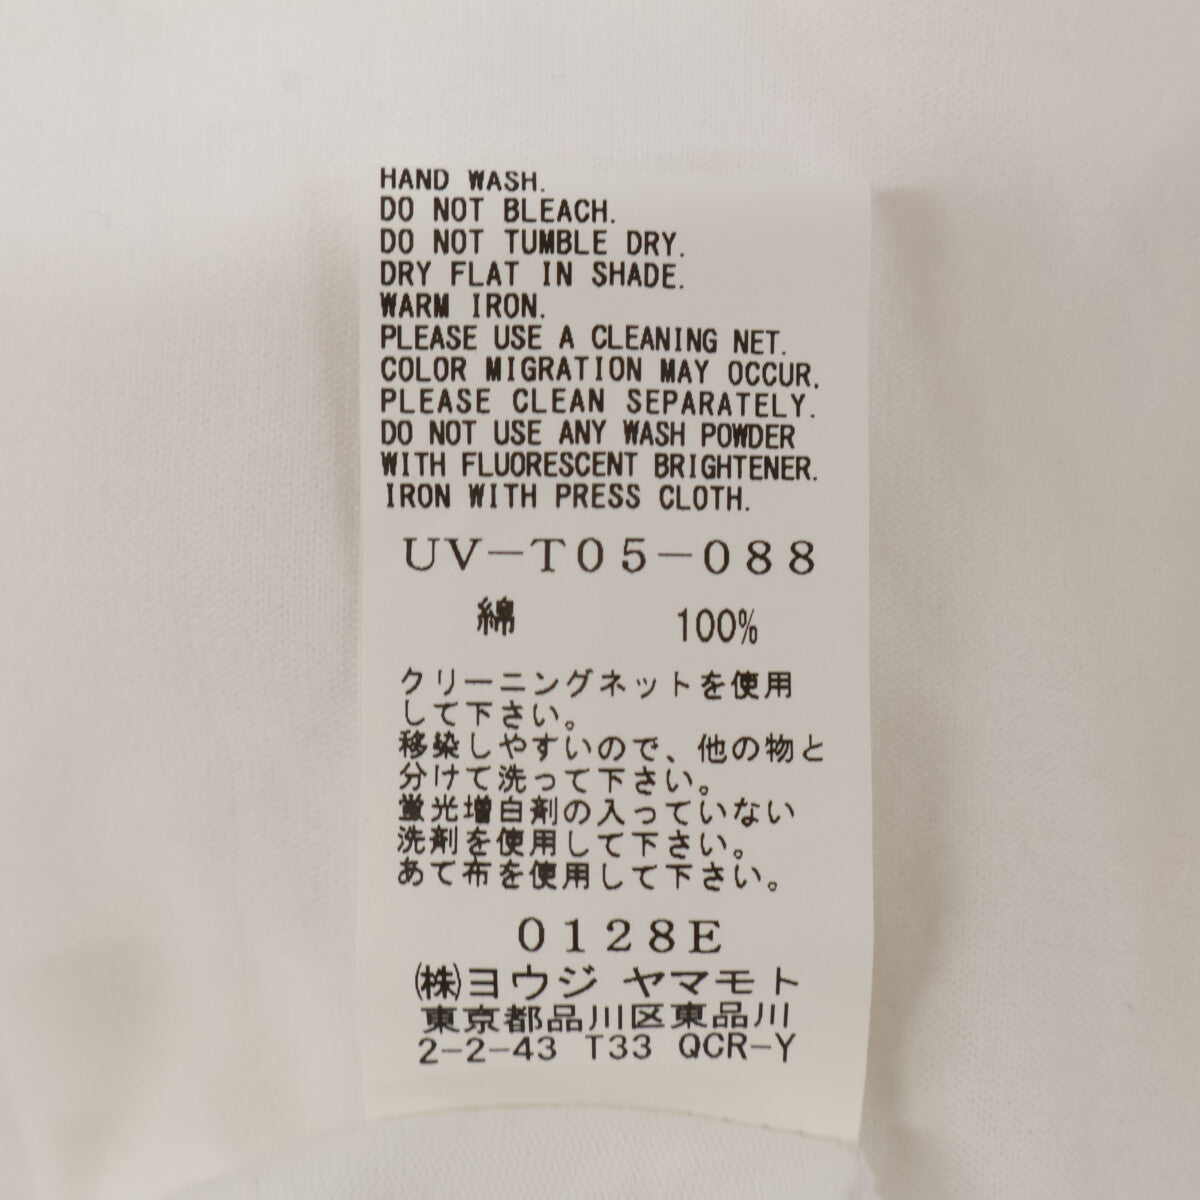 HAND WASH.
DO NOT BLEACH.
DO NOT TUMBLE DRY.
DRY FLAT IN SHADE.
WARM IRON.
PLEASE USE A CLEANING NET.
COLOR MIGRATION MAY OCCUR.
PLEASE CLEAN SEPARATELY.
DO NOT USE ANY WASH POWDER
WITH FLUORESCENT BRIGHTENER.
IRON WITH PRESS CLOTH.
UV-T05-088
綿 100%
クリーニングネットを使用
して下さい。
移染しやすいので、他の物と
分けて洗って下さい。
蛍光増白剤の入っていない
洗剤を使用して下さい。
あて布を使用して下さい。
0128E
㈱ヨウジ ヤマモト
東京都品川区東品川
2-2-43 T33 QCR-Y